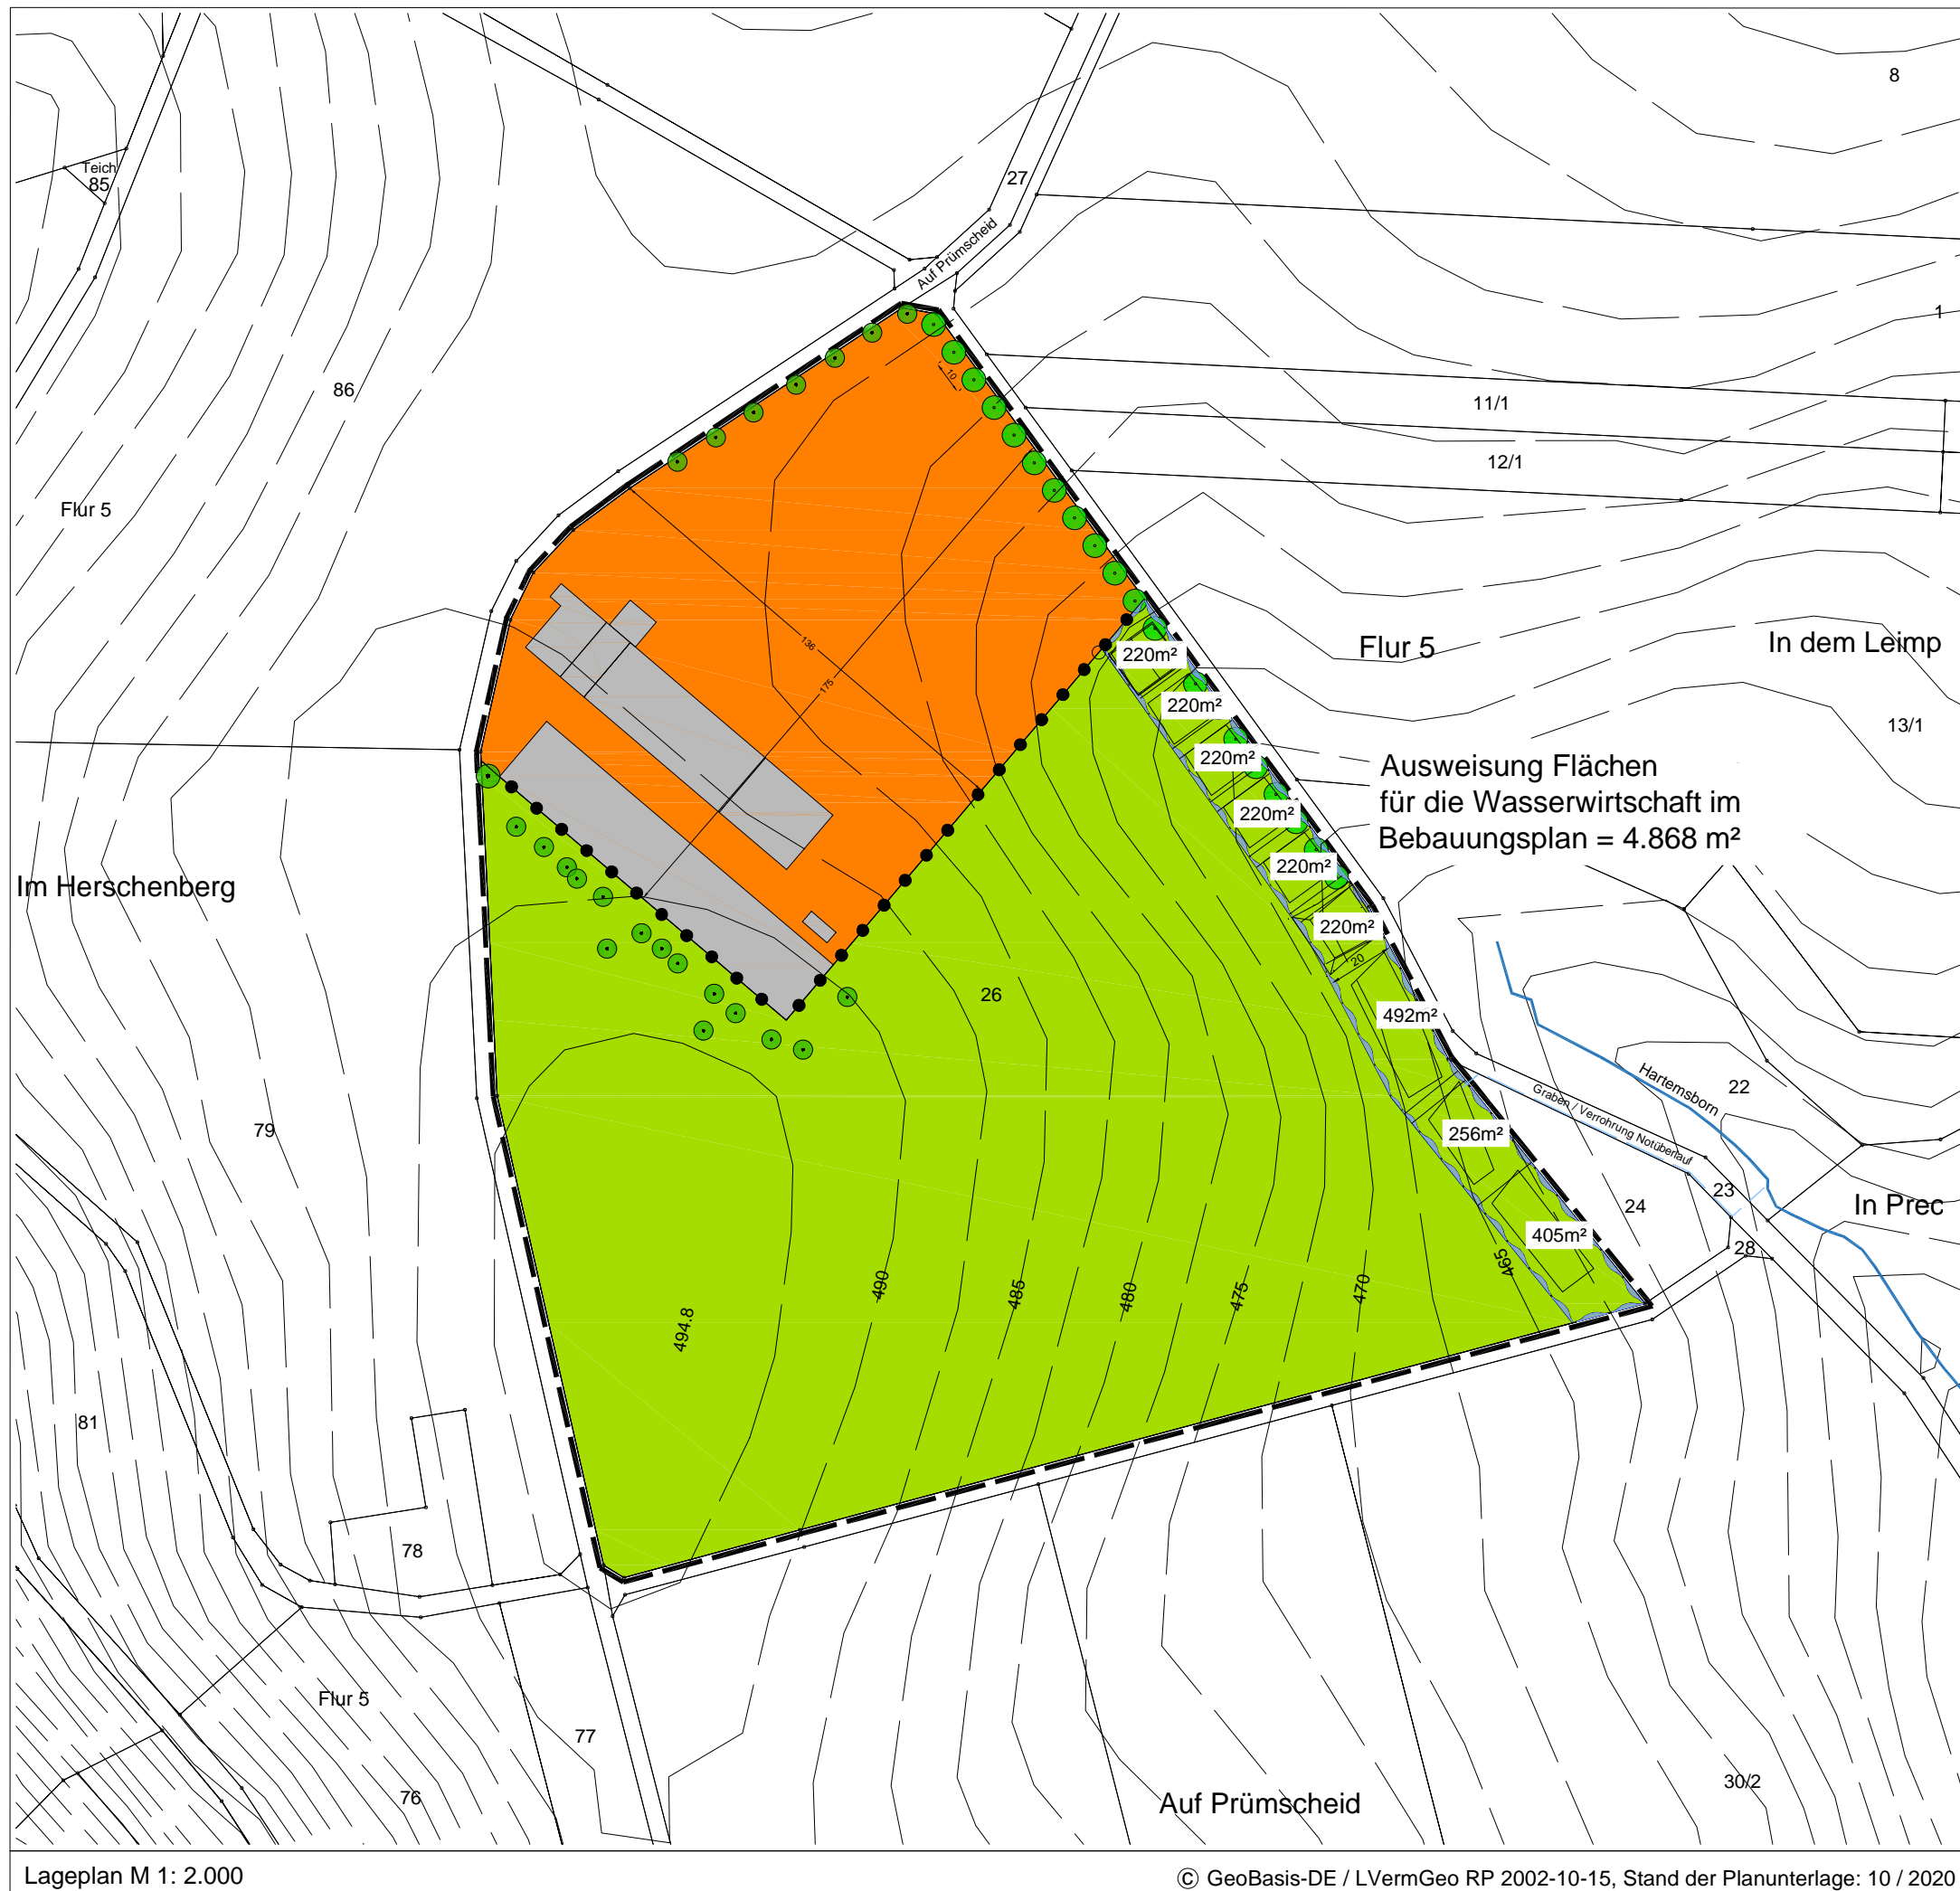 8
27
Teich
85
Auf Prümscheid
1
86
10
11/1
12/1
Flur 5
136
175
Flur 5
In dem Leimp
220m²
220m²
13/1
220m²
Ausweisung Flächen
für die Wasserwirtschaft im
Bebauungsplan = 4.868 m²
220m²
220m²
Im Herschenberg
220m²
20
26
492m²
Hartemsborn
22
Graben / Verrohrung Notüberlauf
79
256m²
23
24
In Prec
405m²
28
465
490
485
480
475
470
494.8
81
78
Flur 5
77
76
30/2
Auf Prümscheid
Lageplan M 1: 2.000
© GeoBasis-DE / LVermGeo RP 2002-10-15, Stand der Planunterlage: 10 / 2020